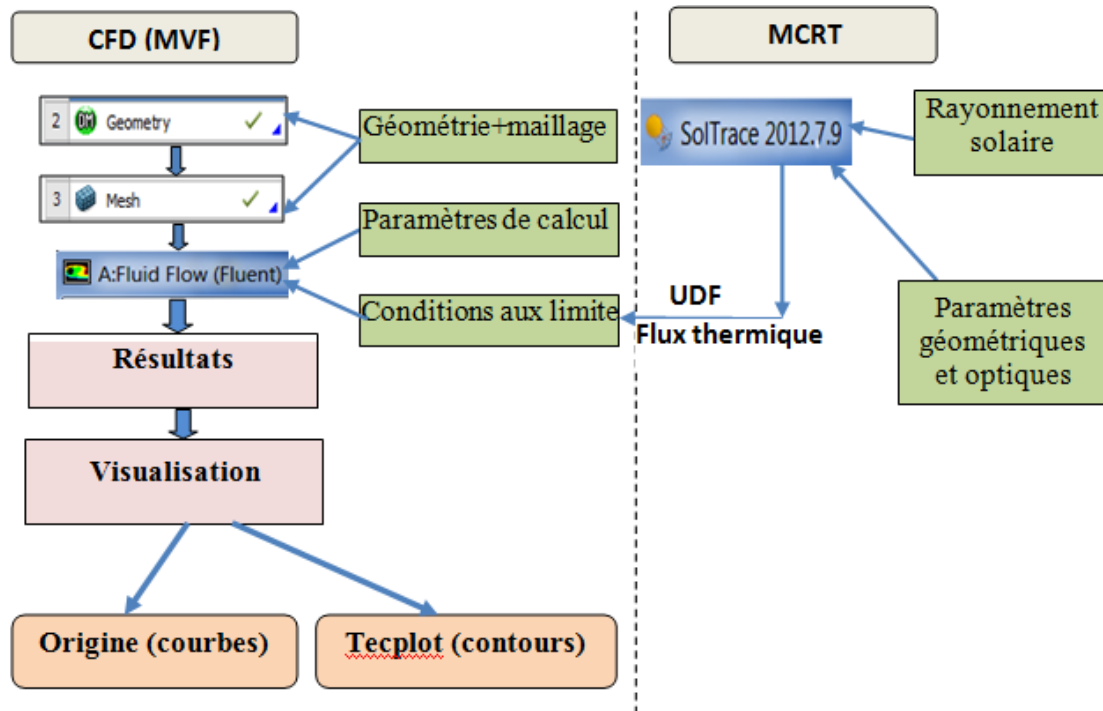 CFD (MVF)
MCRT
2 DM Geometry
Géométrie+maillage
3 Mesh
Paramètres de calcul
A:Fluid Flow (Fluent)
Conditions aux limite
Résultats
Visualisation
Origine (courbes)
Tecplot (contours)
SolTrace 2012.7.9
Rayonnement
solaire
UDF
Flux thermique
Paramètres
géométriques
et optiques